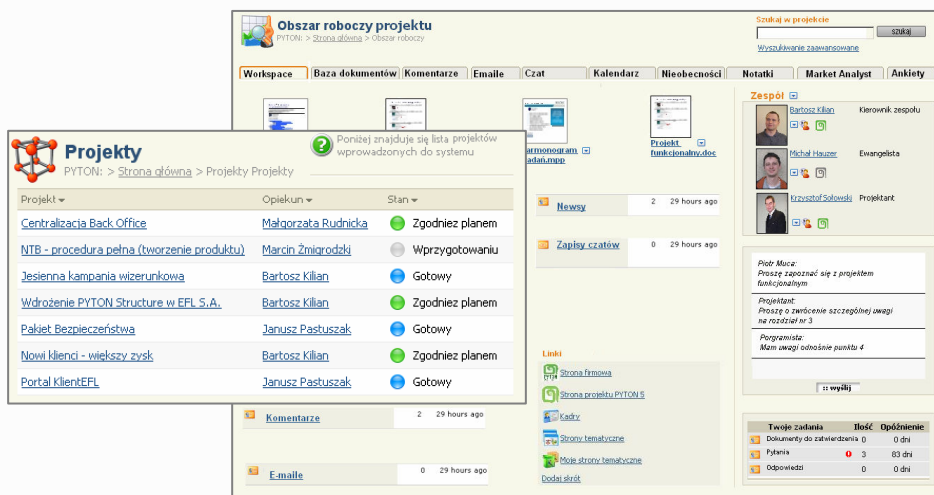 Obszar roboczy projektu
PYTON: > Strona główna > Obszar roboczy
Szukaj w projekcie
szukaj
Wyszukiwanie zaawansowane
Workspace
Baza dokumentów
Komentarze
Emaile
Czat
Kalendarz
Nieobecności
Notatki
Market Analyst
Ankiety
armonogram
adań.mpp
Projekt
funkcjonalny.doc
Newsy 2 29 hours ago
Zapisy czatów 0 29 hours ago
Linki
Strona firmowa
Strona projektu PYTON 5
Kadry
Strony tematyczne
Moje strony tematyczne
Dodaj skrót
Komentarze 2 29 hours ago
E-maile 0 29 hours ago
Zespół
Bartosz Kilian Kierownik zespolu
Michał Hauzer Ewangelista
Krzysztof Sołowski Projektant
Piotr Muca:
Proszę zapoznać się z projektem
funkcjonalnym
Projektant:
Proszę o zwrócenie szczególnej uwagi
na rozdział nr 3
Porgramista:
Mam uwagi odnośnie punktu 4
:: wyślij
Twoje zadania Ilość Opóźnienie
Dokumenty do zatwierdzenia 0 0 dni
Pytania 3 83 dni
Odpowiedzi 0 0 dni
Projekty
PYTON: > Strona główna > Projekty Projekty
Poniżej znajduje się lista projektów
wprowadzonych do systemu
Projekt Opiekun Stan
Centralizacja Back Office Małgorzata Rudnicka Zgodniez planem
NTB - procedura pełna (tworzenie produktu) Marcin Żmigrodzki Wprzygotowaniu
Jesienna kampania wizerunkowa Bartosz Kilian Gotowy
Wdrożenie PYTON Structure w EFL S.A. Bartosz Kilian Zgodniez planem
Pakiet Bezpieczeństwa Janusz Pastuszak Gotowy
Nowi klienci - większy zysk Bartosz Kilian Zgodniez planem
Portal KlientEFL Janusz Pastuszak Gotowy